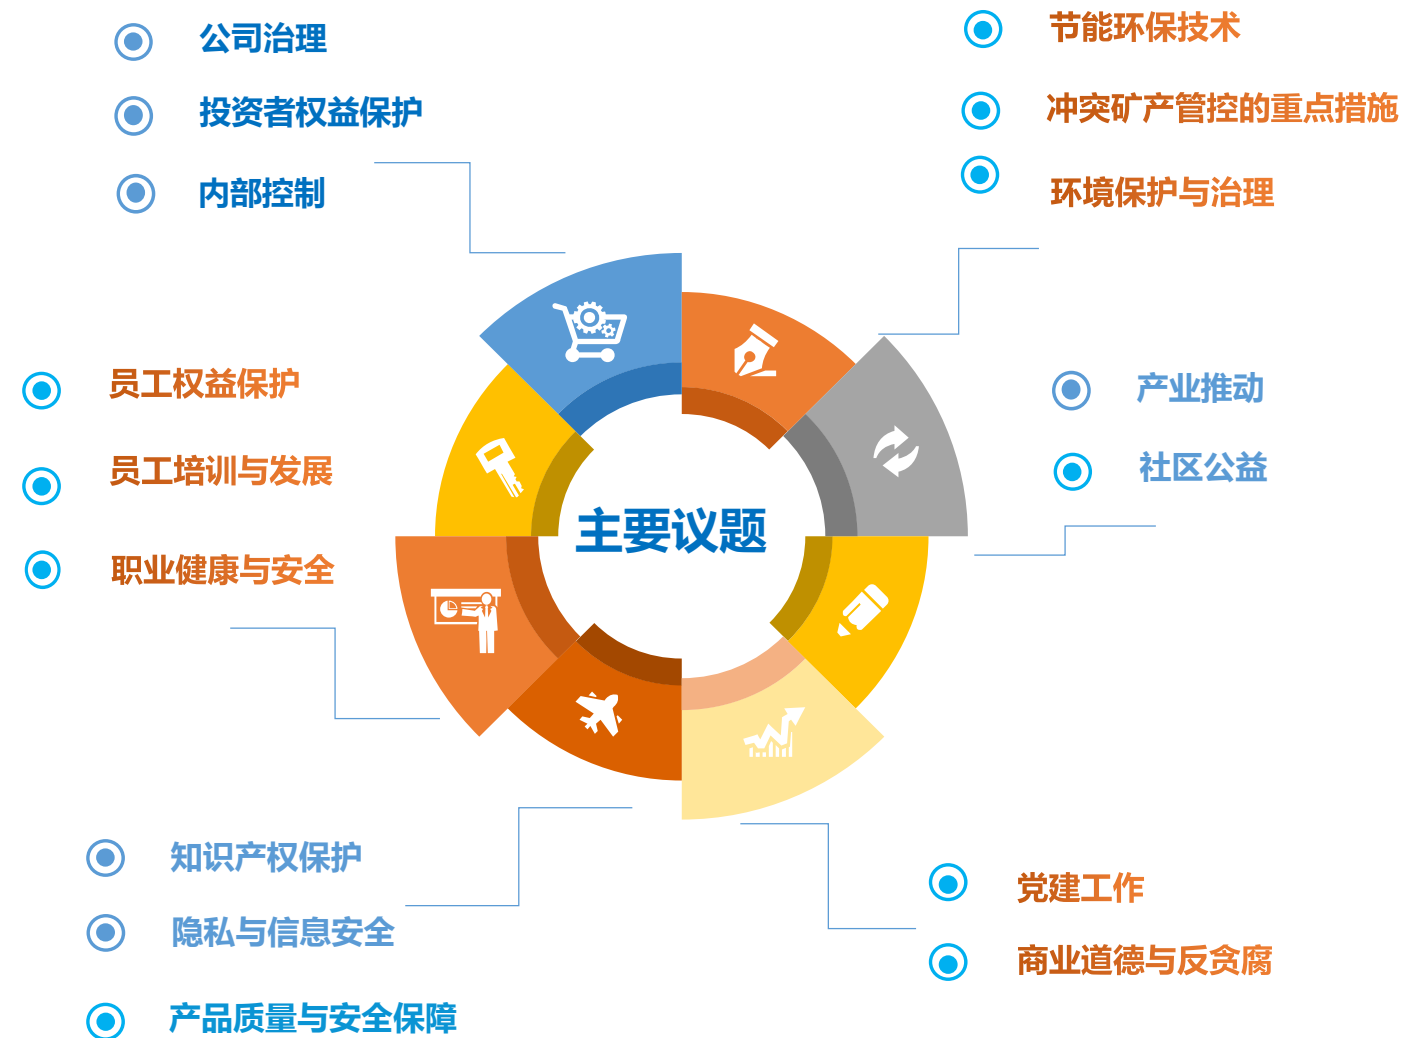 公司治理
投资者权益保护
内部控制
节能环保技术
冲突矿产管控的重点措施
环境保护与治理
员工权益保护
员工培训与发展
职业健康与安全
产业推动
社区公益
主要议题
知识产权保护
隐私与信息安全
产品质量与安全保障
党建工作
商业道德与反贪腐